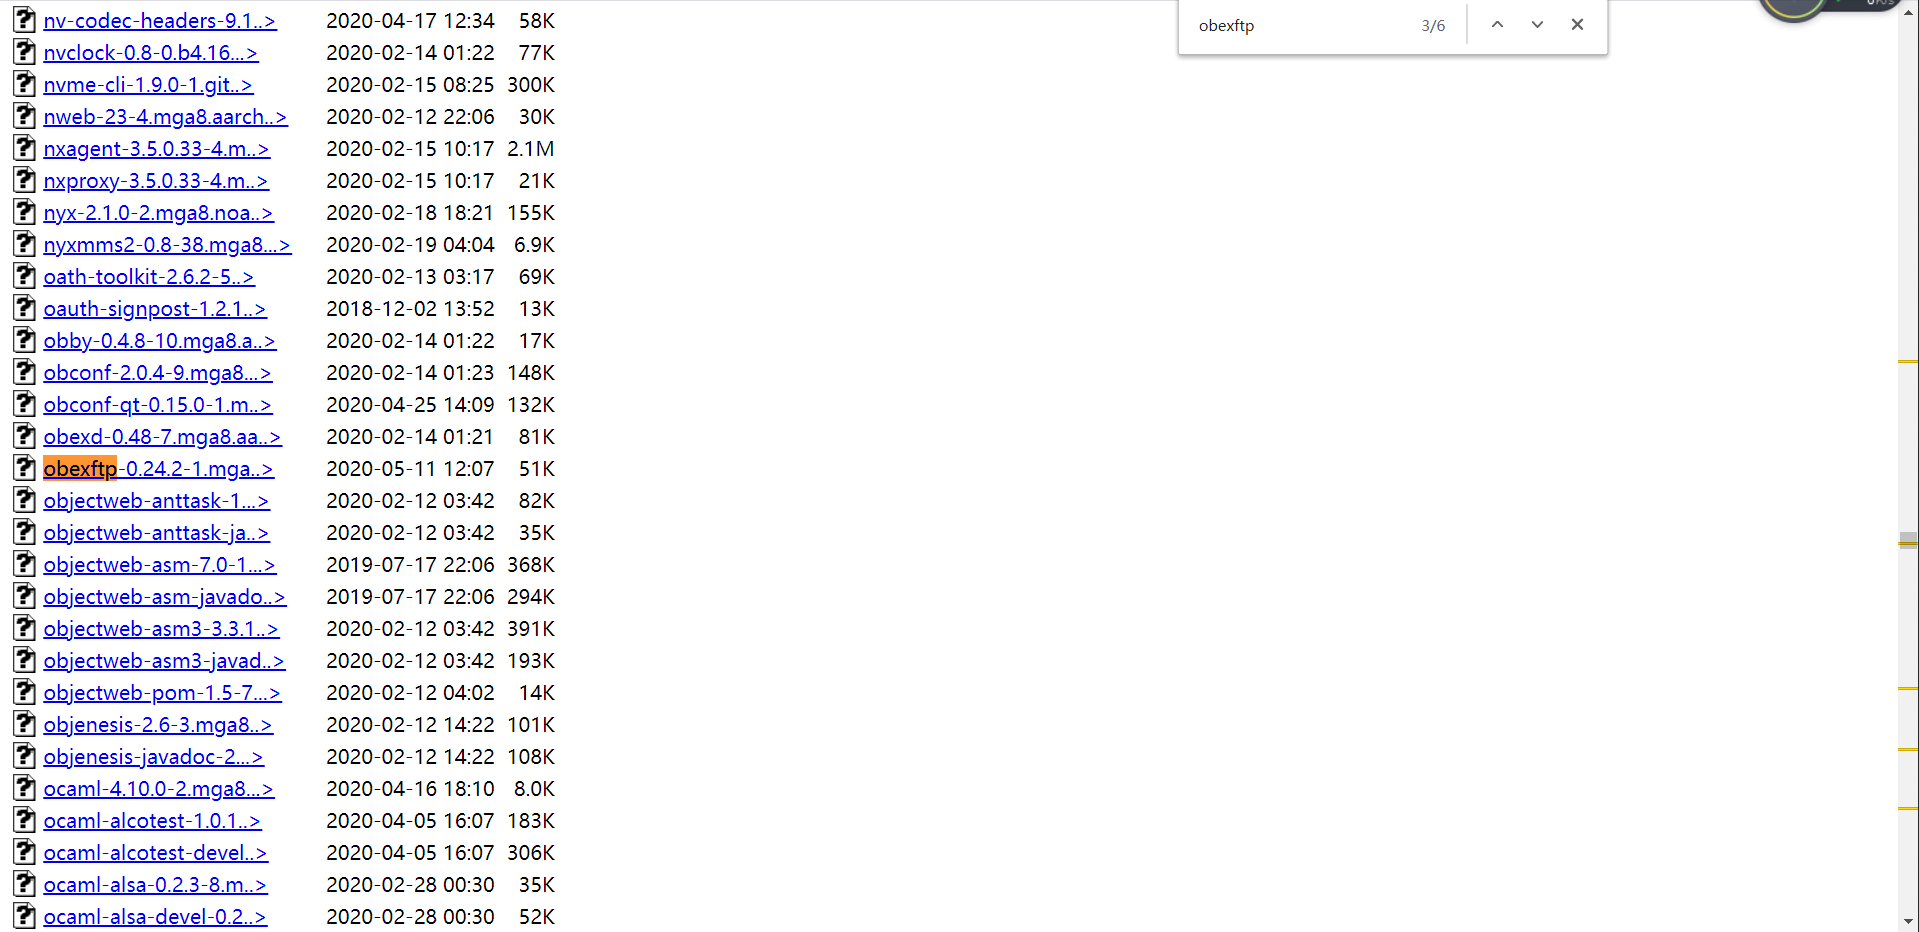 obexftp 3/6
nv-codec-headers-9.1..> 2020-04-17 12:34 58K
nvclock-0.8-0.b4.16...> 2020-02-14 01:22 77K
nvme-cli-1.9.0-1.git..> 2020-02-15 08:25 300K
nweb-23-4.mga8.aarch..> 2020-02-12 22:06 30K
nxagent-3.5.0.33-4.m..> 2020-02-15 10:17 2.1M
nxproxy-3.5.0.33-4.m..> 2020-02-15 10:17 21K
nyx-2.1.0-2.mga8.noa..> 2020-02-18 18:21 155K
nyxmms2-0.8-38.mga8...> 2020-02-19 04:04 6.9K
oath-toolkit-2.6.2-5..> 2020-02-13 03:17 69K
oauth-signpost-1.2.1..> 2018-12-02 13:52 13K
obby-0.4.8-10.mga8.a..> 2020-02-14 01:22 17K
obconf-2.0.4-9.mga8...> 2020-02-14 01:23 148K
obconf-qt-0.15.0-1.m..> 2020-04-25 14:09 132K
obexd-0.48-7.mga8.aa..> 2020-02-14 01:21 81K
obexftp-0.24.2-1.mga..> 2020-05-11 12:07 51K
objectweb-anttask-1...> 2020-02-12 03:42 82K
objectweb-anttask-ja..> 2020-02-12 03:42 35K
objectweb-asm-7.0-1...> 2019-07-17 22:06 368K
objectweb-asm-javado..> 2019-07-17 22:06 294K
objectweb-asm3-3.3.1..> 2020-02-12 03:42 391K
objectweb-asm3-javad..> 2020-02-12 03:42 193K
objectweb-pom-1.5-7...> 2020-02-12 04:02 14K
objenesis-2.6-3.mga8..> 2020-02-12 14:22 101K
objenesis-javadoc-2...> 2020-02-12 14:22 108K
ocaml-4.10.0-2.mga8...> 2020-04-16 18:10 8.0K
ocaml-alcotest-1.0.1..> 2020-04-05 16:07 183K
ocaml-alcotest-devel..> 2020-04-05 16:07 306K
ocaml-alsa-0.2.3-8.m..> 2020-02-28 00:30 35K
ocaml-alsa-devel-0.2..> 2020-02-28 00:30 52K